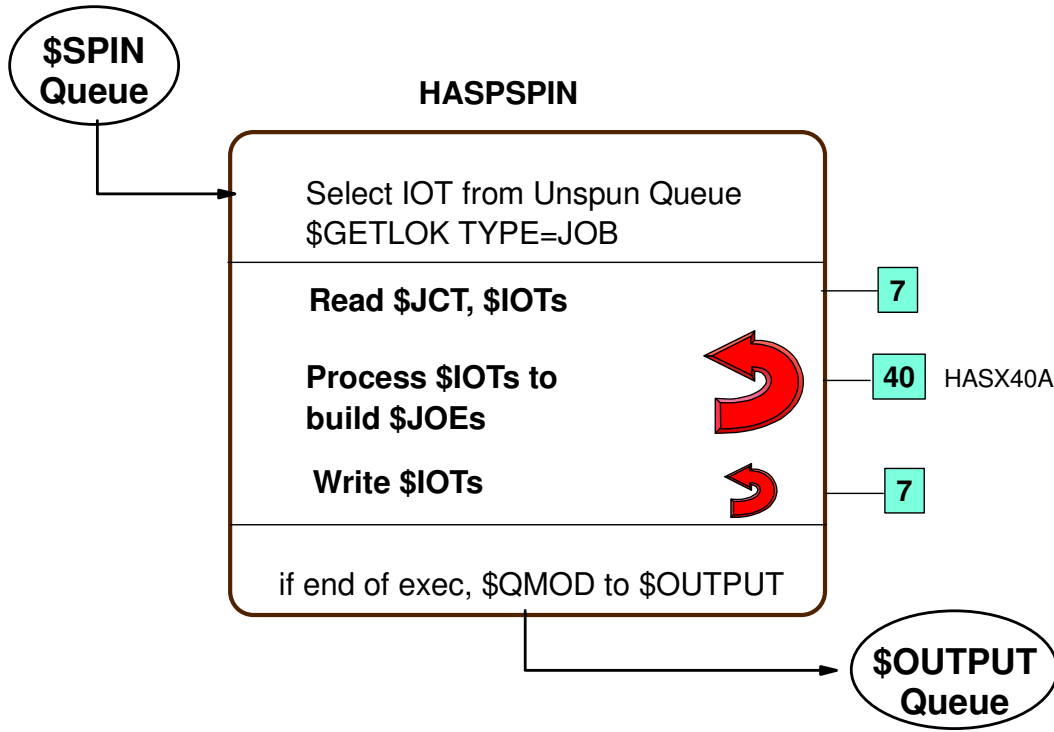 $SPIN
Queue
HASPSPIN
Select IOT from Unspun Queue
$GETLOK TYPE=JOB
Read $JCT, $IOTs
7
Process $IOTs to
build $JOEs
40
HASX40A
Write $IOTs
7
if end of exec, $QMOD to $OUTPUT
$OUTPUT
Queue